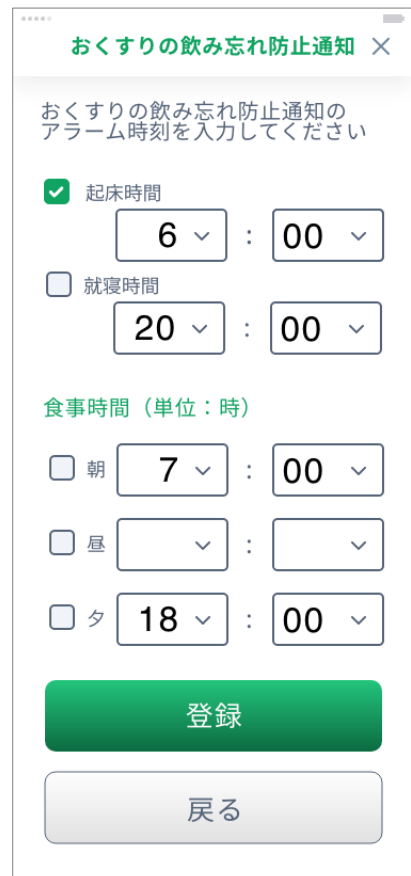 おくすりの飲み忘れ防止通知
おくすりの飲み忘れ防止通知の
アラーム時刻を入力してください
起床時間
6 : 00
就寝時間
20 : 00
食事時間（単位：時）
朝 7 : 00
昼 :
夕 18 : 00
登録
戻る